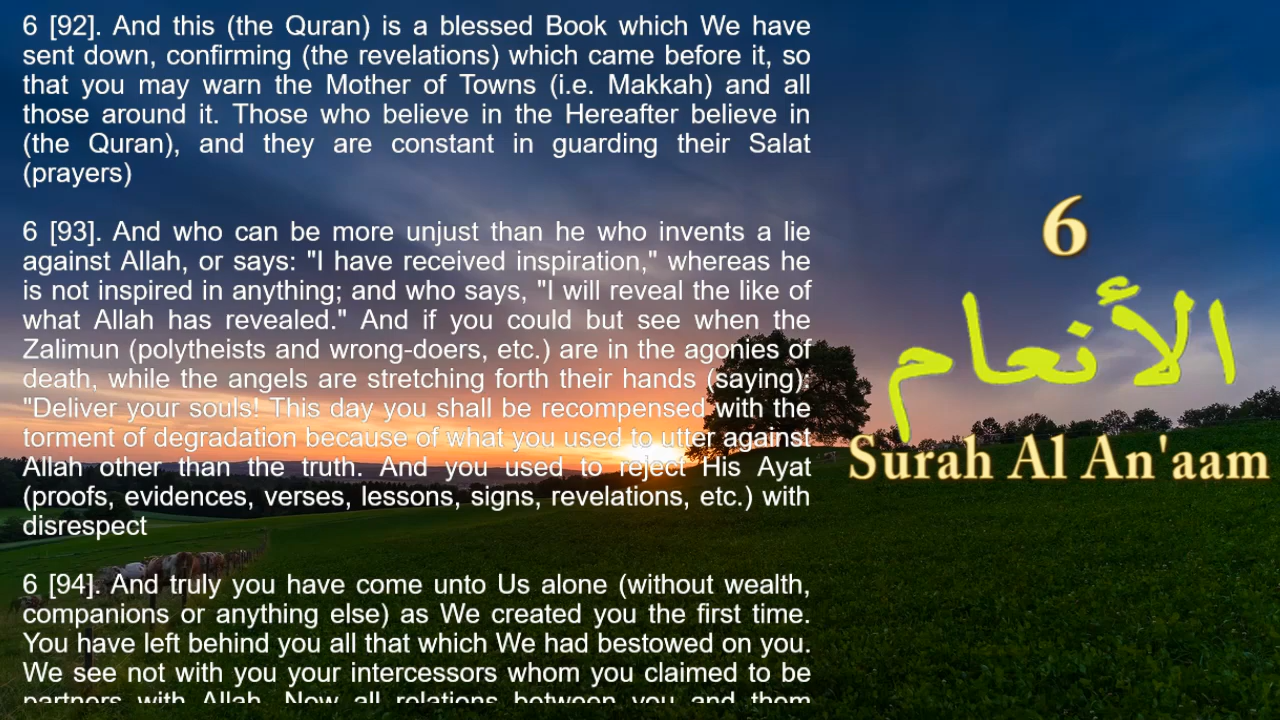 6 [92]. And this (the Quran) is a blessed Book which We have
sent down, confirming (the revelations) which came before it, so
that you may warn the Mother of Towns (i.e. Makkah) and all
those around it. Those who believe in the Hereafter believe in
(the Quran), and they are constant in guarding their Salat
(prayers)
6 [93]. And who can be more unjust than he who invents a lie
against Allah, or says: "I have received inspiration," whereas he
is not inspired in anything; and who says, "I will reveal the like of
what Allah has revealed." And if you could but see when the
Zalimun (polytheists and wrong-doers, etc.) are in the agonies of
death, while the angels are stretching forth their hands (saying):
"Deliver your souls! This day you shall be recompensed with the
torment of degradation because of what you used to utter against
Allah other than the truth. And you used to reject His Ayat
(proofs, evidences, verses, lessons, signs, revelations, etc.) with
disrespect
6 [94]. And truly you have come unto Us alone (without wealth,
companions or anything else) as We created you the first time.
You have left behind you all that which We had bestowed on you.
We see not with you your intercessors whom you claimed to be
partners with Allah. Now all relations between you and them
6
الأنعام
Surah Al An'aam